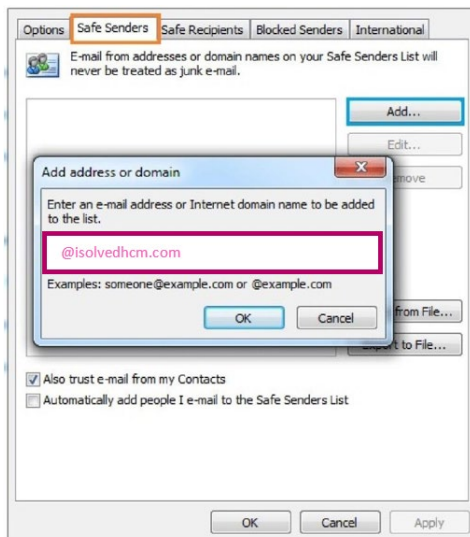 Options Safe Senders Safe Recipients Blocked Senders International
E-mail from addresses or domain names on your Safe Senders List will
never be treated as junk e-mail.
Add...
Edit...
Add address or domain
Enter an e-mail address or Internet domain name to be added
to the list.
@isolvedhcm.com
Examples: someone@example.com or @example.com
OK Cancel
from File...
to File...
Also trust e-mail from my Contacts
Automatically add people I e-mail to the Safe Senders List
OK Cancel Apply